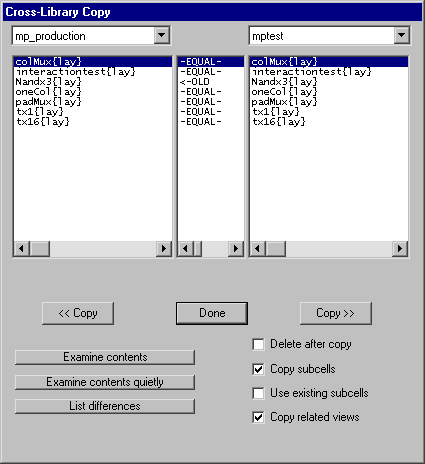 Cross-Library Copy
mp_production mptest
colMux{lay} -EQUAL- colMux{lay}
interactiontest{lay} -EQUAL- interactiontest{lay}
Nandx3{lay} <-OLD Nandx3{lay}
oneCol{lay} -EQUAL- oneCol{lay}
padMux{lay} -EQUAL- padMux{lay}
tx1{lay} -EQUAL- tx1{lay}
tx16{lay} -EQUAL- tx16{lay}
<< Copy Done Copy >>
Examine contents
Examine contents quietly
List differences
Delete after copy
Copy subcells
Use existing subcells
Copy related views